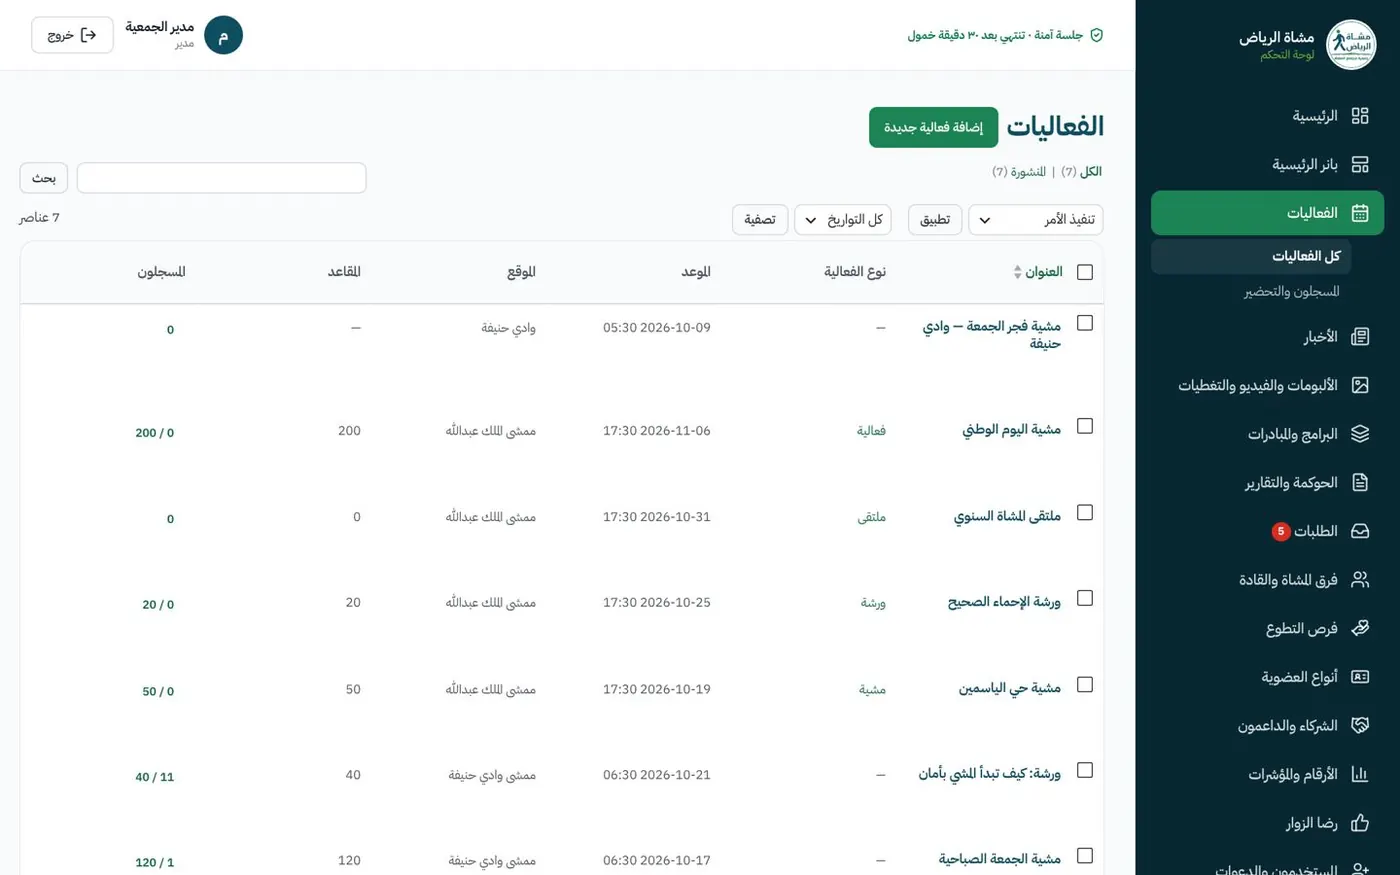 مشاة الرياض
لوحة التحكم
الرئيسية
بانر الرئيسية
الفعاليات
كل الفعاليات
المسجلون والتحضير
الأخبار
الألبومات والفيديو والتغطيات
البرامج والمبادرات
الحوكمة والتقارير
الطلبات 5
فرق المشاة والقادة
فرص التطوع
أنواع العضوية
الشركاء والداعمون
الأرقام والمؤشرات
رضا الزوار
المستخدمون والدعوات
جلسة آمنة · تنتهي بعد ٣٠ دقيقة خمول
م
مدير الجمعية
مدير
خروج
الفعاليات
إضافة فعالية جديدة
الكل (7) | المنشورة (7)
بحث
تنفيذ الأمر
تطبيق
كل التواريخ
تصفية
7 عناصر
العنوان نوع الفعالية الموعد الموقع المقاعد المسجلون
مشية فجر الجمعة — وادي حنيفة — 2026-10-09 05:30 وادي حنيفة — 0
مشية اليوم الوطني فعالية 2026-11-06 17:30 ممشى الملك عبدالله 200 0 / 200
ملتقى المشاة السنوي ملتقى 2026-10-31 17:30 ممشى الملك عبدالله 0 0
ورشة الإحماء الصحيح ورشة 2026-10-25 17:30 ممشى الملك عبدالله 20 0 / 20
مشية حي الياسمين مشية 2026-10-19 17:30 ممشى الملك عبدالله 50 0 / 50
ورشة: كيف تبدأ المشي بأمان — 2026-10-21 06:30 ممشى وادي حنيفة 40 11 / 40
مشية الجمعة الصباحية — 2026-10-17 06:30 ممشى وادي حنيفة 120 1 / 120